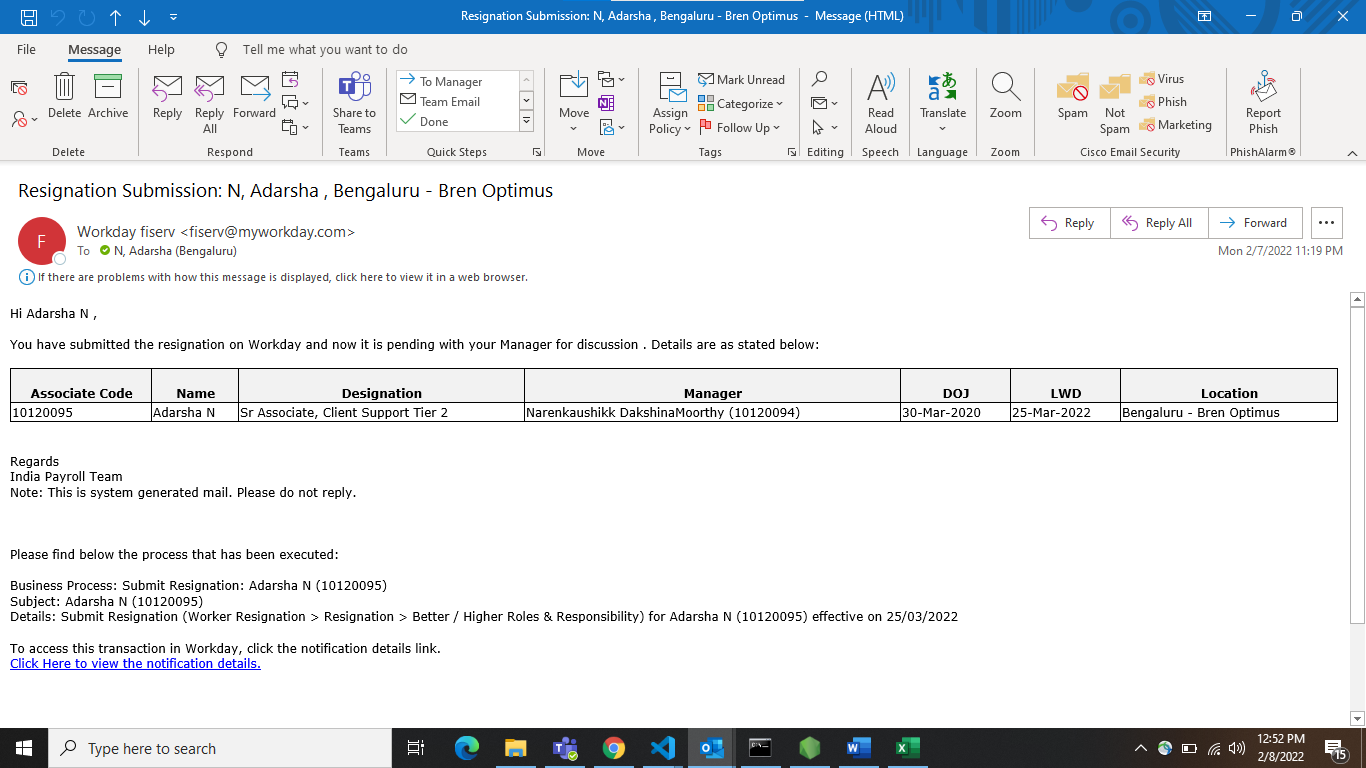 Resignation Submission: N, Adarsha , Bengaluru - Bren Optimus - Message (HTML)
File Message Help Tell me what you want to do
Delete Archive
Reply Reply All Forward
Share to Teams
To Manager
Team Email
Done
Move
Assign Policy
Mark Unread
Categorize
Follow Up
Read Aloud
Translate
Zoom
Spam Not Spam
Virus
Phish
Marketing
Report Phish
Delete Respond Teams Quick Steps Move Tags Editing Speech Language Zoom Cisco Email Security PhishAlarm®
Resignation Submission: N, Adarsha , Bengaluru - Bren Optimus
F
Workday fiserv <fiserv@myworkday.com>
To N, Adarsha (Bengaluru)
Reply Reply All Forward
Mon 2/7/2022 11:19 PM
If there are problems with how this message is displayed, click here to view it in a web browser.
Hi Adarsha N ,
You have submitted the resignation on Workday and now it is pending with your Manager for discussion . Details are as stated below:
Associate Code Name Designation Manager DOJ LWD Location
10120095 Adarsha N Sr Associate, Client Support Tier 2 Narenkaushikk DakshinaMoorthy (10120094) 30-Mar-2020 25-Mar-2022 Bengaluru - Bren Optimus
Regards
India Payroll Team
Note: This is system generated mail. Please do not reply.
Please find below the process that has been executed:
Business Process: Submit Resignation: Adarsha N (10120095)
Subject: Adarsha N (10120095)
Details: Submit Resignation (Worker Resignation > Resignation > Better / Higher Roles & Responsibility) for Adarsha N (10120095) effective on 25/03/2022
To access this transaction in Workday, click the notification details link.
Click Here to view the notification details.
Type here to search
12:52 PM
2/8/2022
15